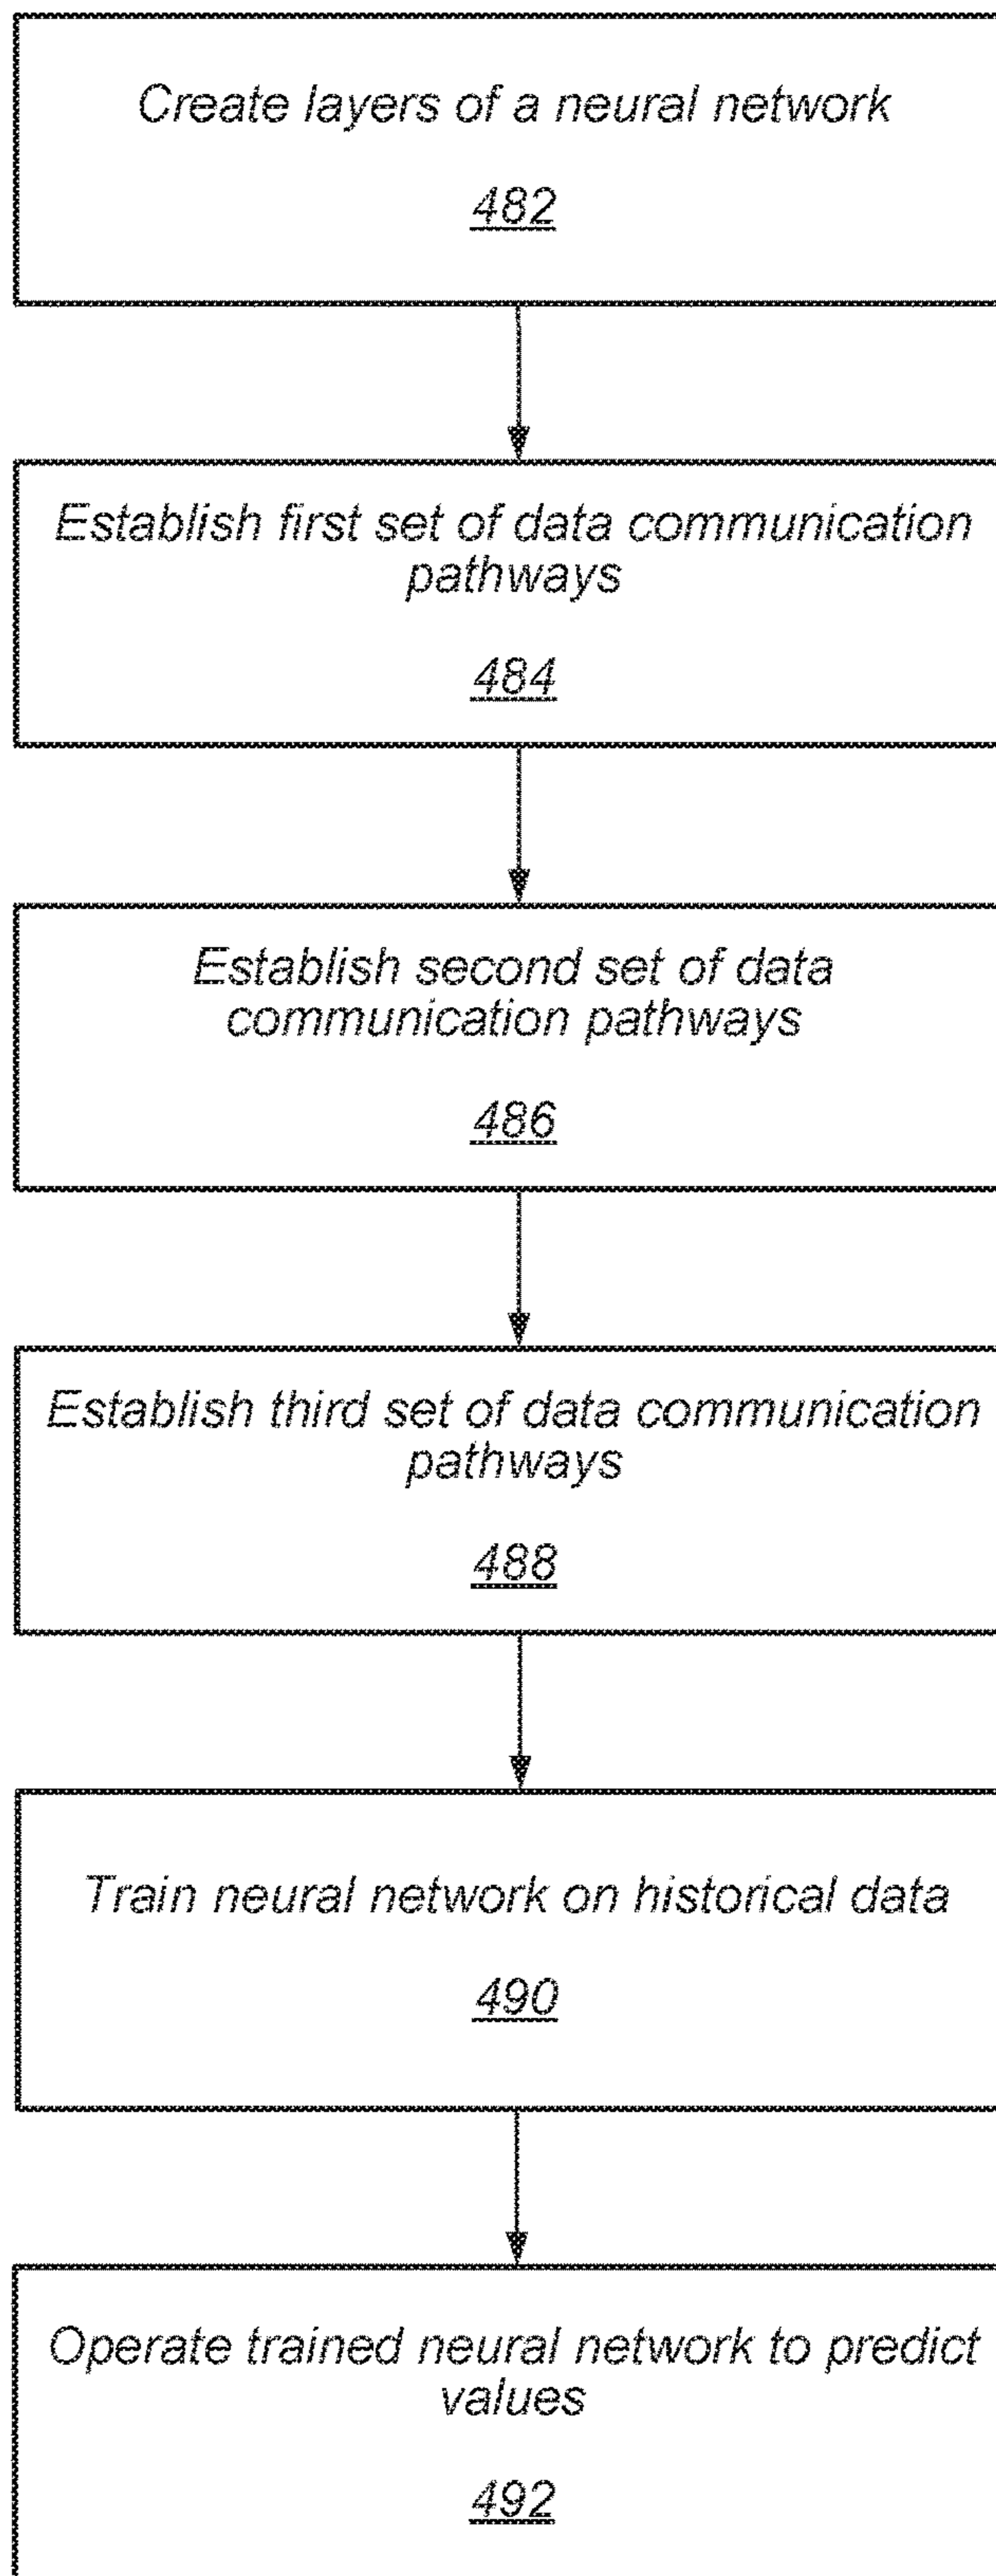 Create layers of a neural network
482
Establish first set of data communication
pathways
484
Establish second set of data
communication pathways
486
Establish third set of data communication
pathways
488
Train neural network on historical data
490
Operate trained neural network to predict
values
492